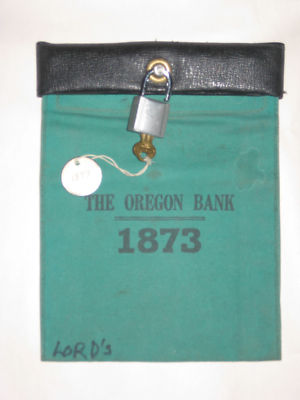 THE OREGON BANK
1873
LORD's